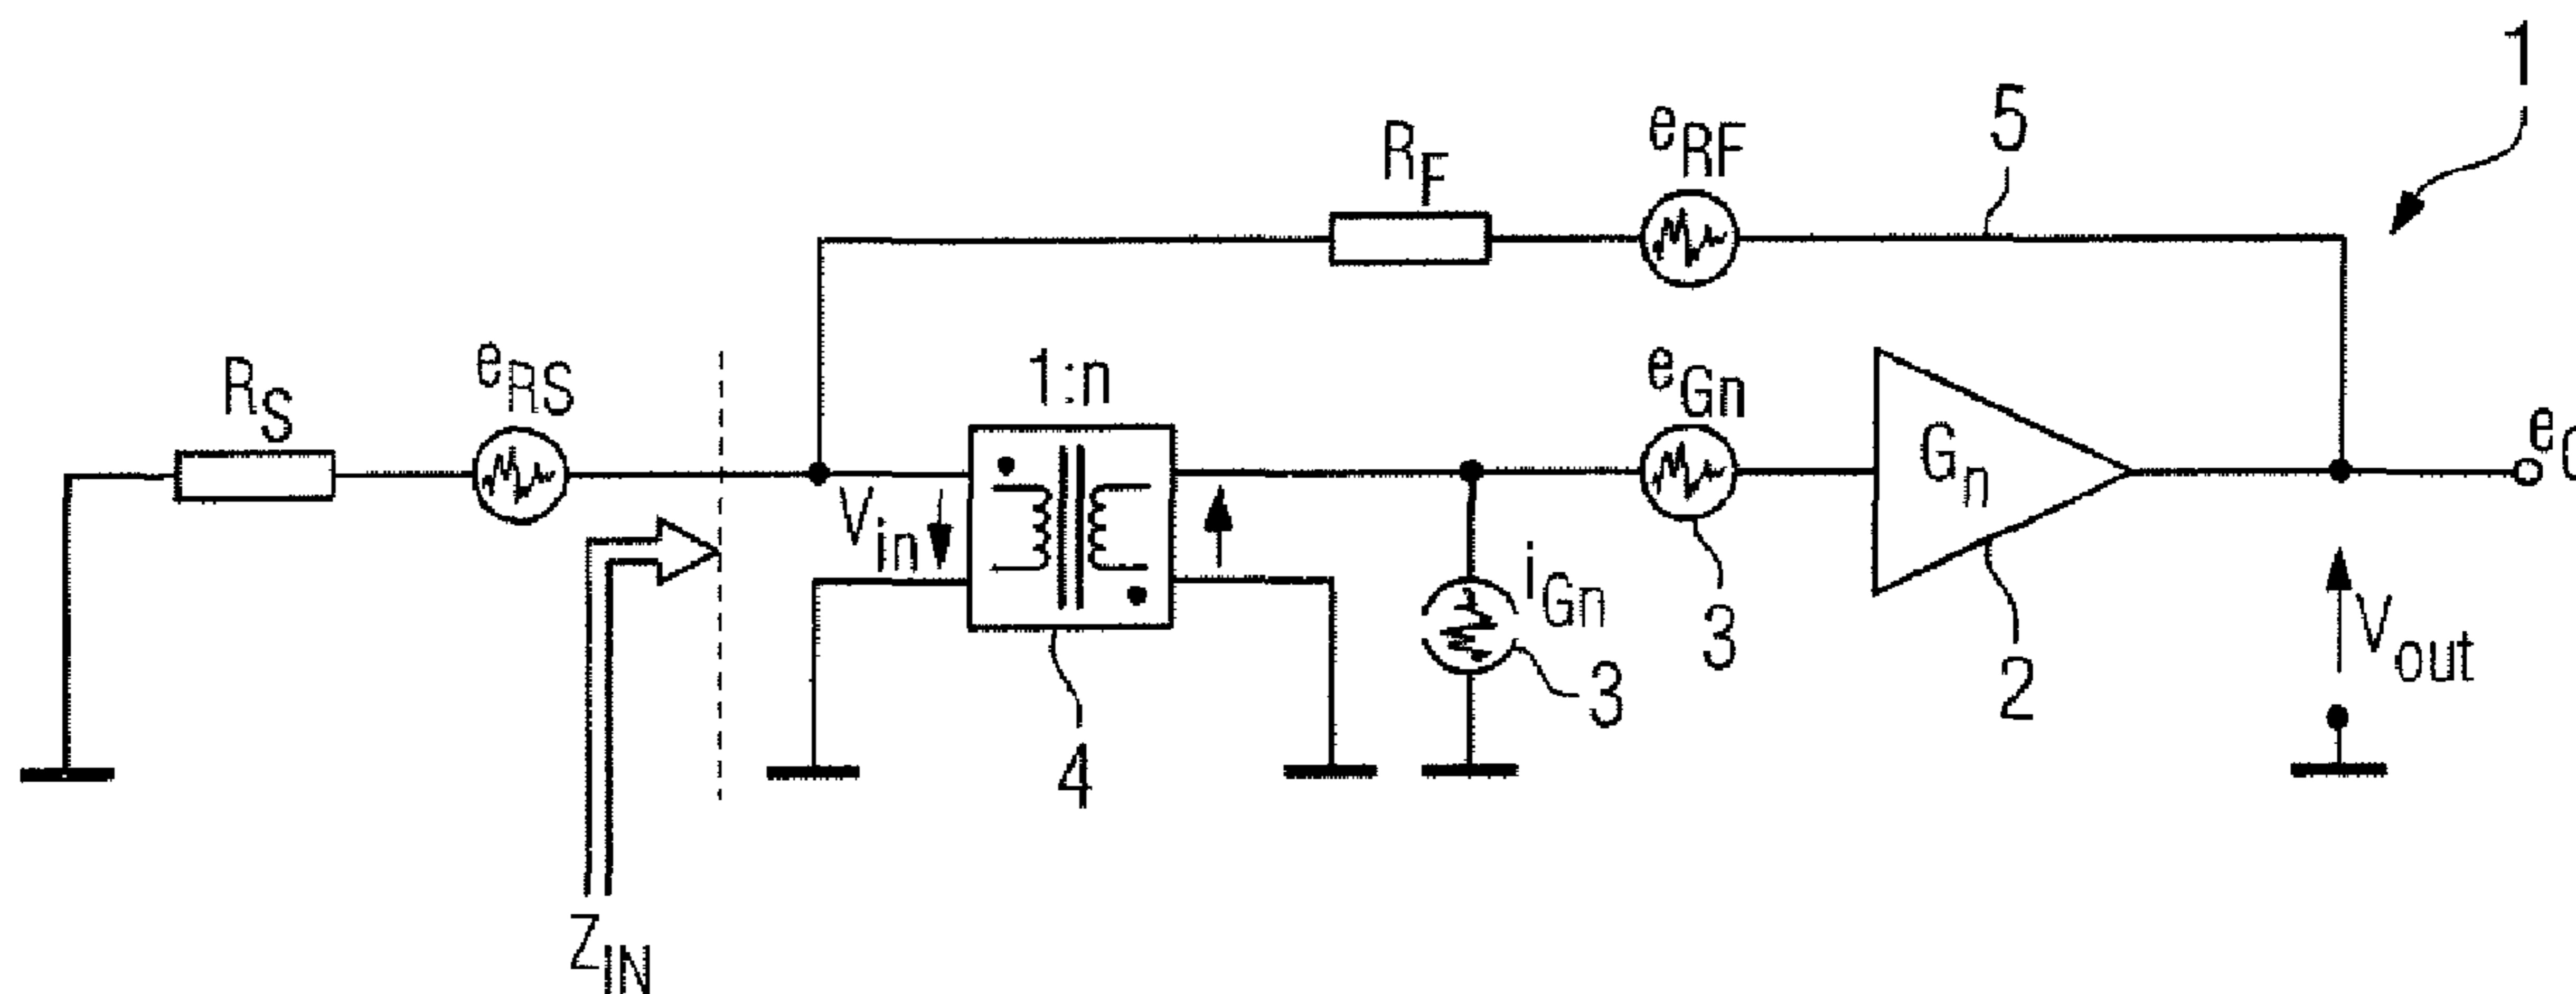 1
5
e_RF
R_F
e_RS
R_S
1:n
e_Gn
G_n
V_in
i_Gn
3
3
2
V_out
4
Z_IN